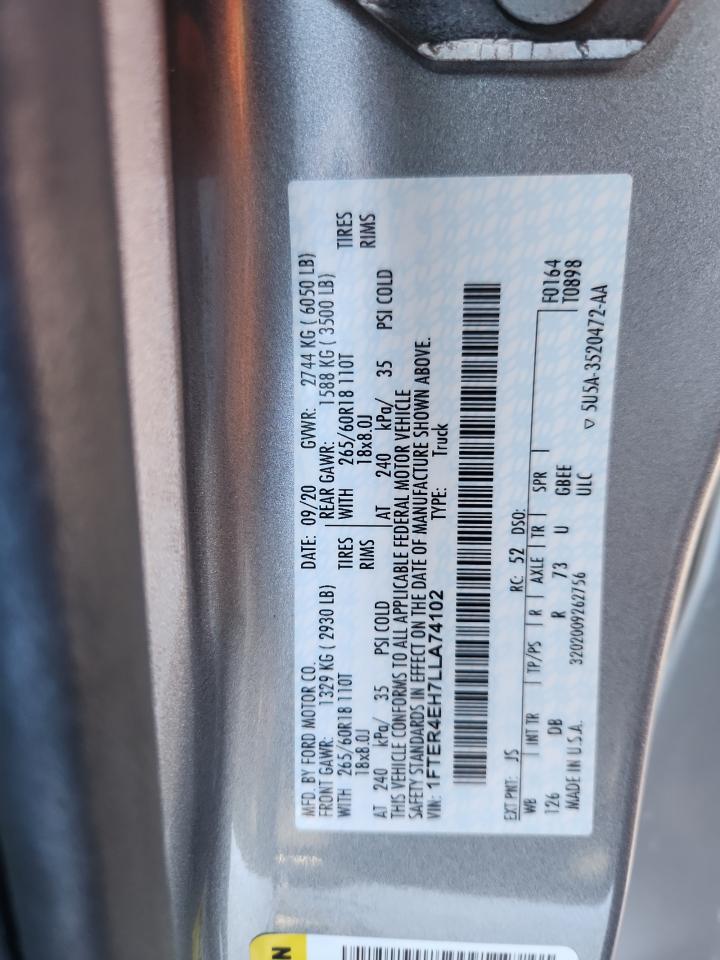 MFD. BY FORD MOTOR CO. DATE: 09/20 GVWR: 2744 KG ( 6050 LB)
FRONT GAWR: 1329 KG ( 2930 LB) REAR GAWR: 1588 KG ( 3500 LB)
WITH 265/60R18 110T TIRES WITH 265/60R18 110T TIRES
18x8.0J RIMS 18x8.0J RIMS
AT 240 kPa/ 35 PSI COLD AT 240 kPa/ 35 PSI COLD
THIS VEHICLE CONFORMS TO ALL APPLICABLE FEDERAL MOTOR VEHICLE
SAFETY STANDARDS IN EFFECT ON THE DATE OF MANUFACTURE SHOWN ABOVE.
VIN: 1FTER4EH7LLA74102 TYPE: Truck
EXT PNT: JS RC: 52 DSO: F0164
WB INT TR TP/PS R AXLE TR SPR T0898
126 DB R 73 U GBEE
MADE IN U.S.A. 3202009262756 ULC ▽ 5U5A-3520472-AA
N